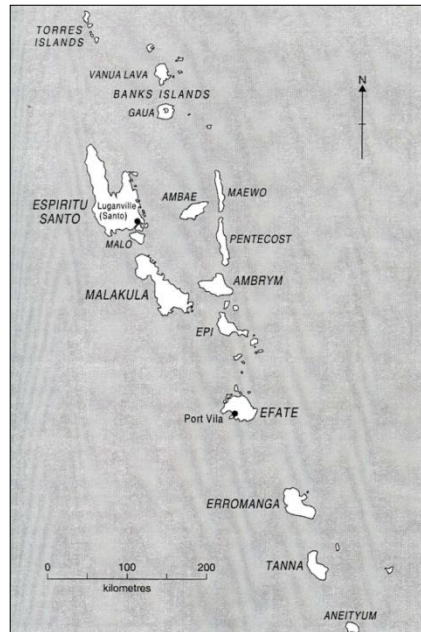 TORRES
ISLANDS
VANUA LAVA
BANKS ISLANDS
GAUA
N
ESPIRITU
SANTO
Luganville
(Santo)
MALO
AMBAE
MAEWO
PENTECOST
MALAKULA
AMBRYM
EPI
Port Vila
EFATE
ERROMANGA
TANNA
ANEITYUM
0 100 200
kilometres